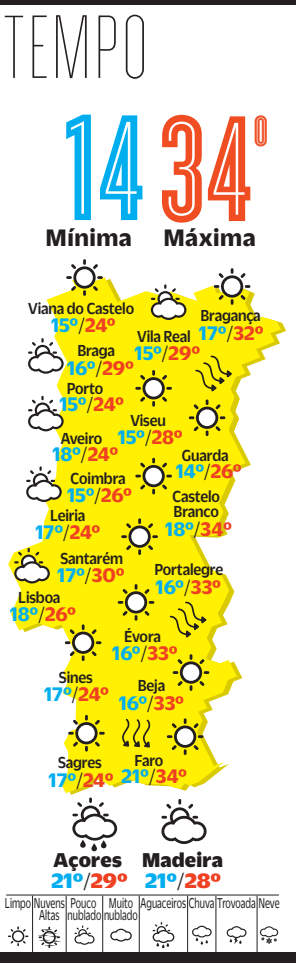 TEMPO
14 34º
Mínima Máxima
Viana do Castelo
15º/24º
Bragança
17º/32º
Vila Real
15º/29º
Braga
16º/29º
Porto
15º/24º
Viseu
15º/28º
Aveiro
18º/24º
Guarda
14º/26º
Coimbra
15º/26º
Castelo
Branco
18º/34º
Leiria
17º/24º
Santarém
17º/30º
Portalegre
16º/33º
Lisboa
18º/26º
Évora
16º/33º
Sines
17º/24º
Beja
16º/33º
Sagres
17º/24º
Faro
21º/34º
Açores Madeira
21º/29º 21º/28º
Limpo Nuvens Altas Pouco nublado Muito nublado Aguaceiros Chuva Trovoada Neve